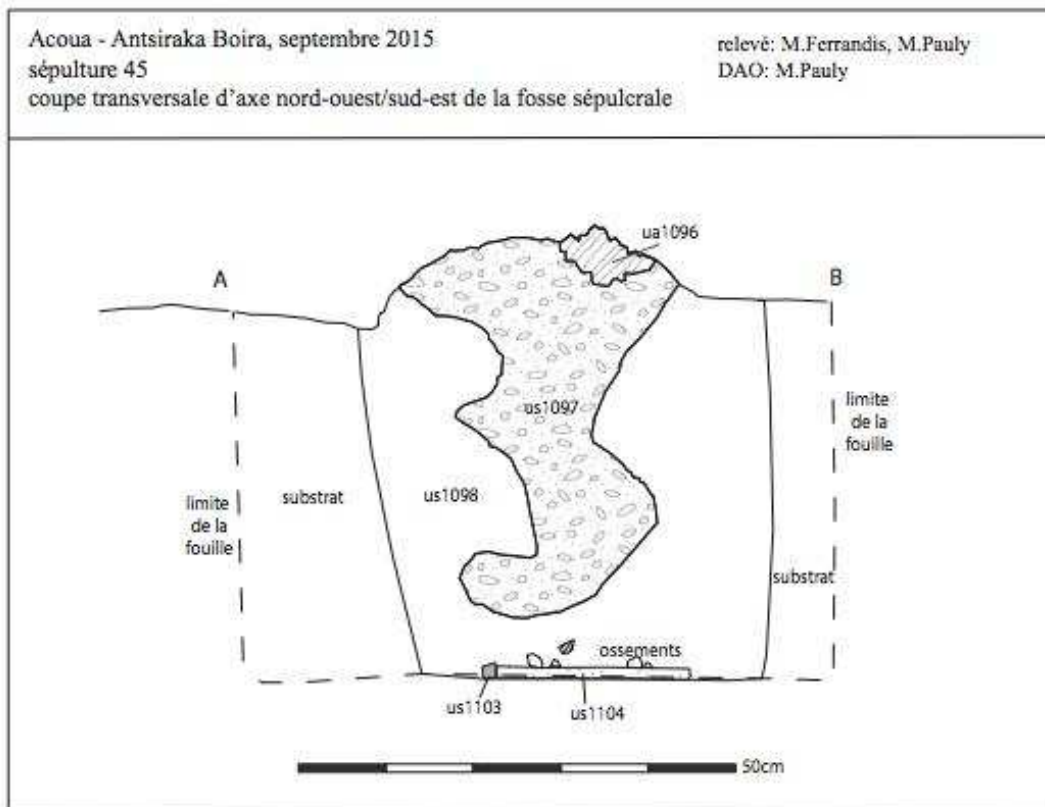 Acoua - Antsiraka Boira, septembre 2015
sépulture 45
coupe transversale d'axe nord-ouest/sud-est de la fosse sépulcrale
relevé: M.Ferrandis, M.Pauly
DAO: M.Pauly
ua1096
A
B
us1097
limite
de la
fouille
substrat
us1098
limite
de la
fouille
substrat
ossements
us1103
us1104
50cm